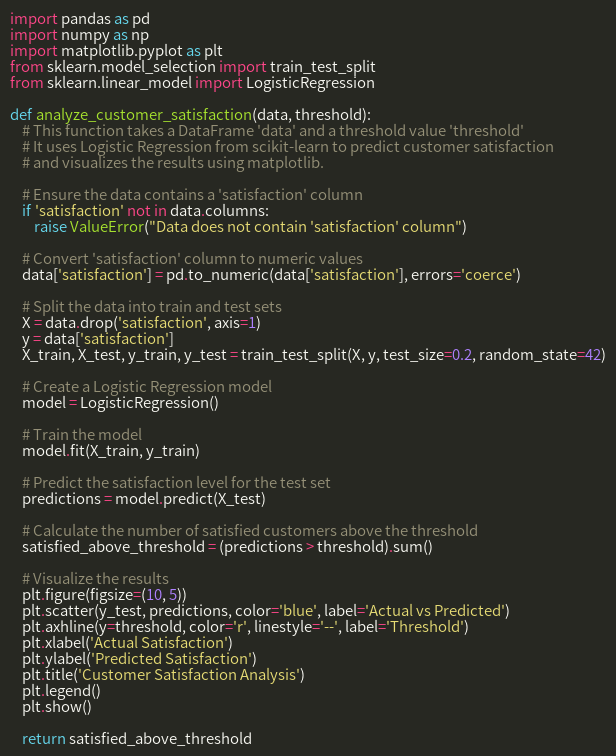 import pandas as pd
import numpy as np
import matplotlib.pyplot as plt
from sklearn.model_selection import train_test_split
from sklearn.linear_model import LogisticRegression

def analyze_customer_satisfaction(data, threshold):
    # This function takes a DataFrame 'data' and a threshold value 'threshold'
    # It uses Logistic Regression from scikit-learn to predict customer satisfaction
    # and visualizes the results using matplotlib.

    # Ensure the data contains a 'satisfaction' column
    if 'satisfaction' not in data.columns:
        raise ValueError("Data does not contain 'satisfaction' column")

    # Convert 'satisfaction' column to numeric values
    data['satisfaction'] = pd.to_numeric(data['satisfaction'], errors='coerce')

    # Split the data into train and test sets
    X = data.drop('satisfaction', axis=1)
    y = data['satisfaction']
    X_train, X_test, y_train, y_test = train_test_split(X, y, test_size=0.2, random_state=42)

    # Create a Logistic Regression model
    model = LogisticRegression()

    # Train the model
    model.fit(X_train, y_train)

    # Predict the satisfaction level for the test set
    predictions = model.predict(X_test)

    # Calculate the number of satisfied customers above the threshold
    satisfied_above_threshold = (predictions > threshold).sum()

    # Visualize the results
    plt.figure(figsize=(10, 5))
    plt.scatter(y_test, predictions, color='blue', label='Actual vs Predicted')
    plt.axhline(y=threshold, color='r', linestyle='--', label='Threshold')
    plt.xlabel('Actual Satisfaction')
    plt.ylabel('Predicted Satisfaction')
    plt.title('Customer Satisfaction Analysis')
    plt.legend()
    plt.show()

    return satisfied_above_threshold